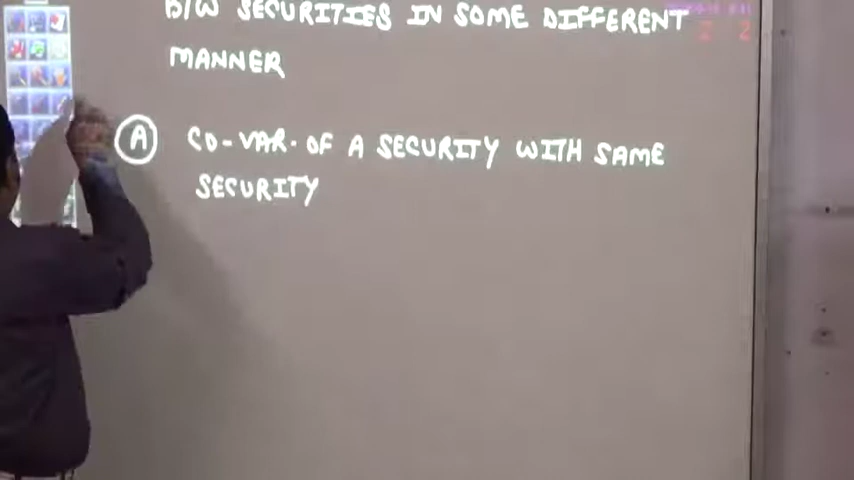 B/W SECURITIES IN SOME DIFFERENT
MANNER
A CO-VAR. OF A SECURITY WITH SAME
SECURITY